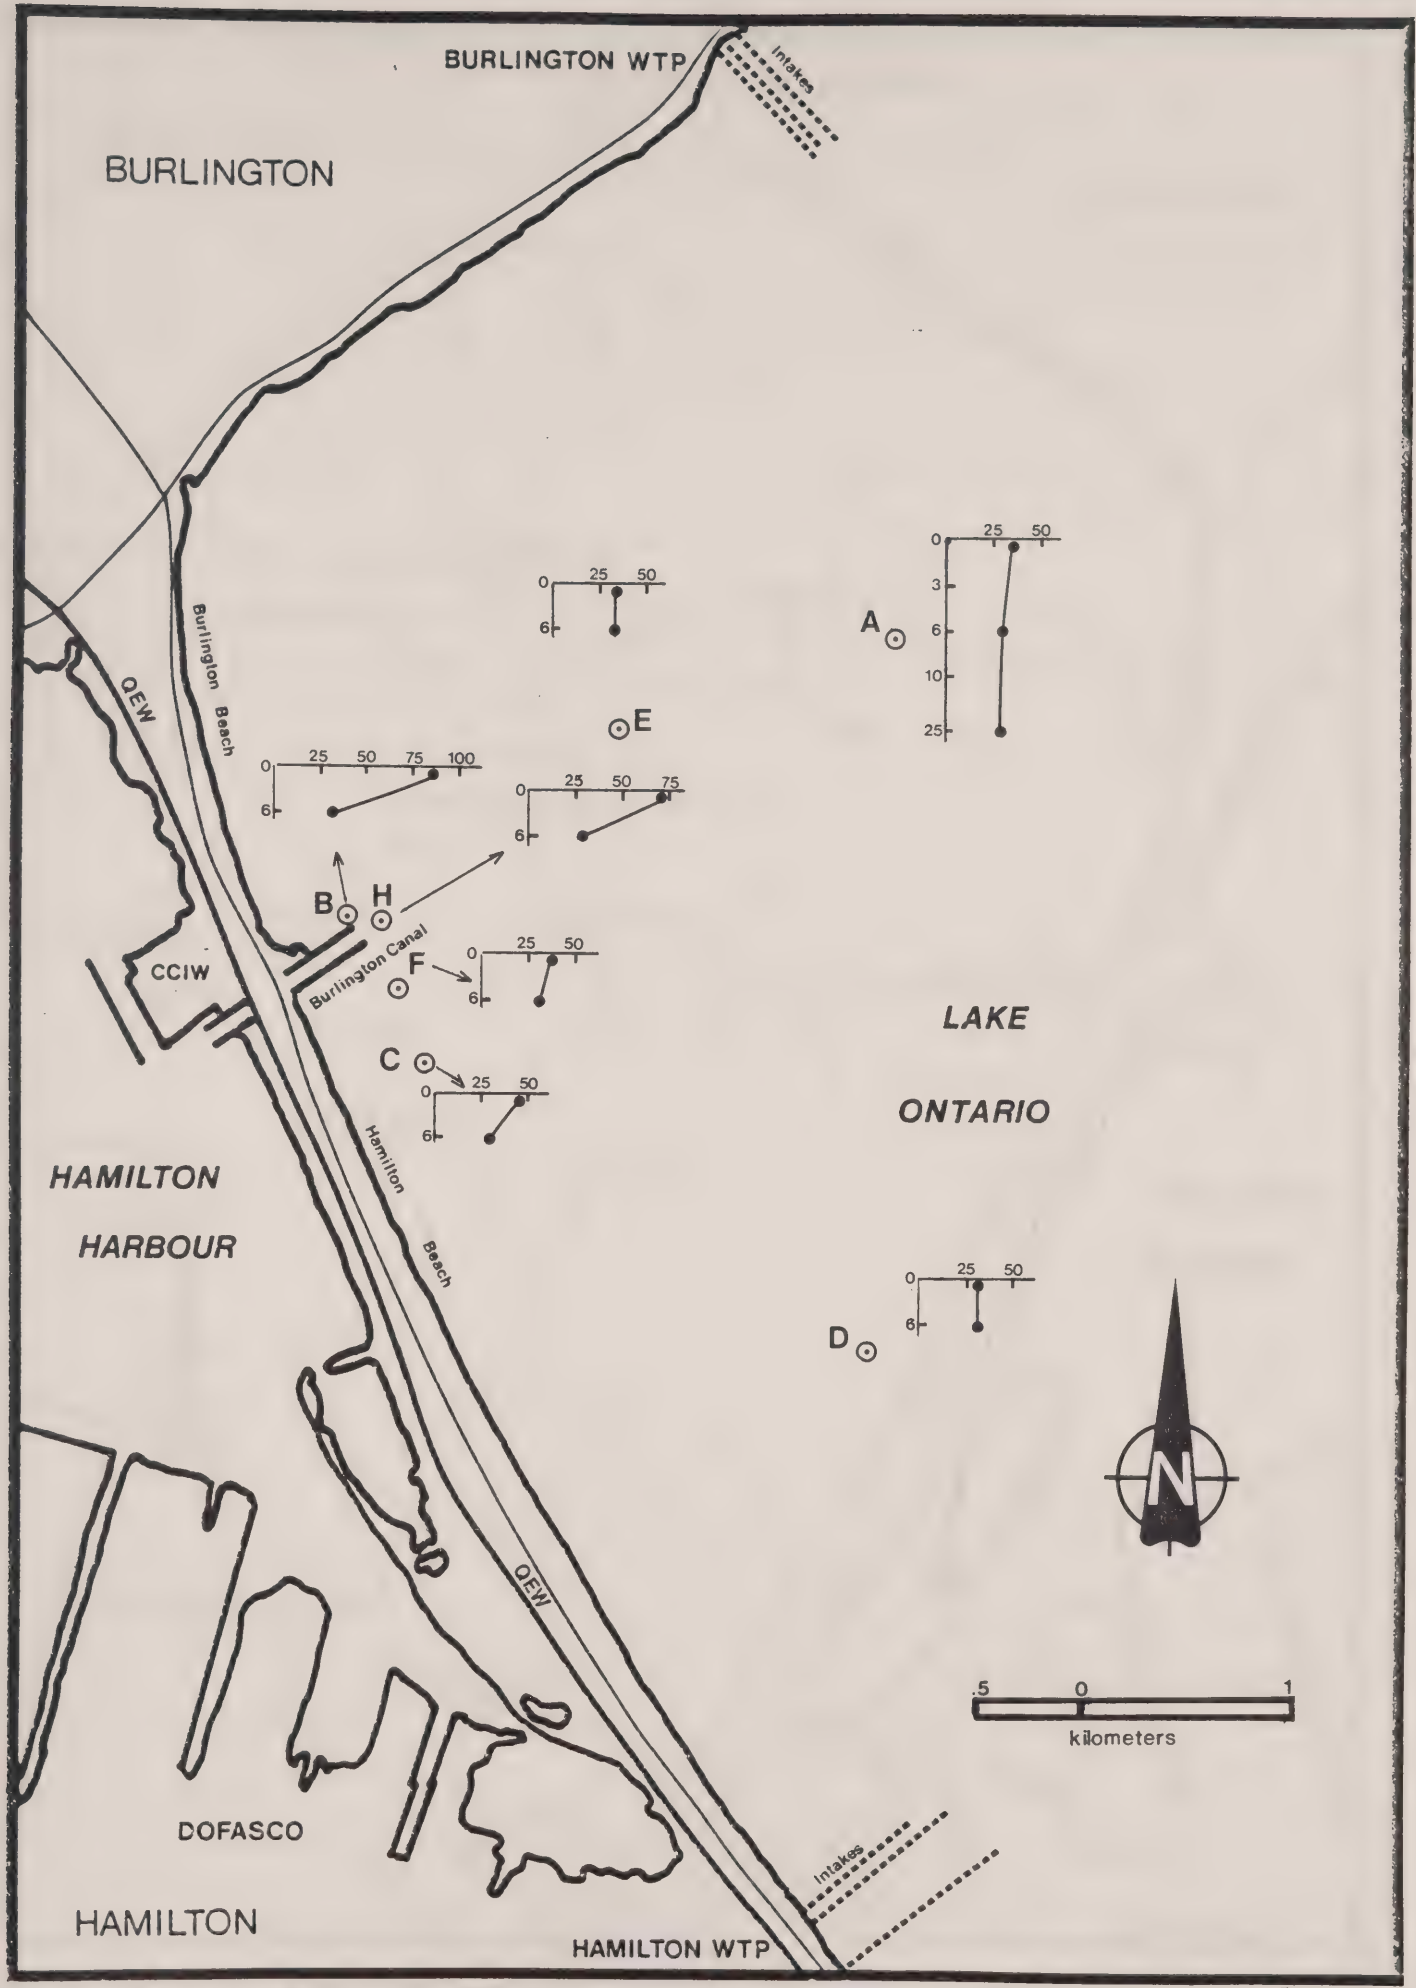 BURLINGTON WTP
Intakes
BURLINGTON
25 50
0
3
6
10
25
A
25 50
0
6
E
Burlington Beach
QEW
25 50 75 100
0
6
25 50 75
0
6
B
H
Burlington Canal
CCIW
F
25 50
0
6
C
25 50
0
6
LAKE
ONTARIO
Hamilton
Beach
HAMILTON
HARBOUR
25 50
0
6
D
N
QEW
.5 0 1
kilometers
DOFASCO
Intakes
HAMILTON
HAMILTON WTP